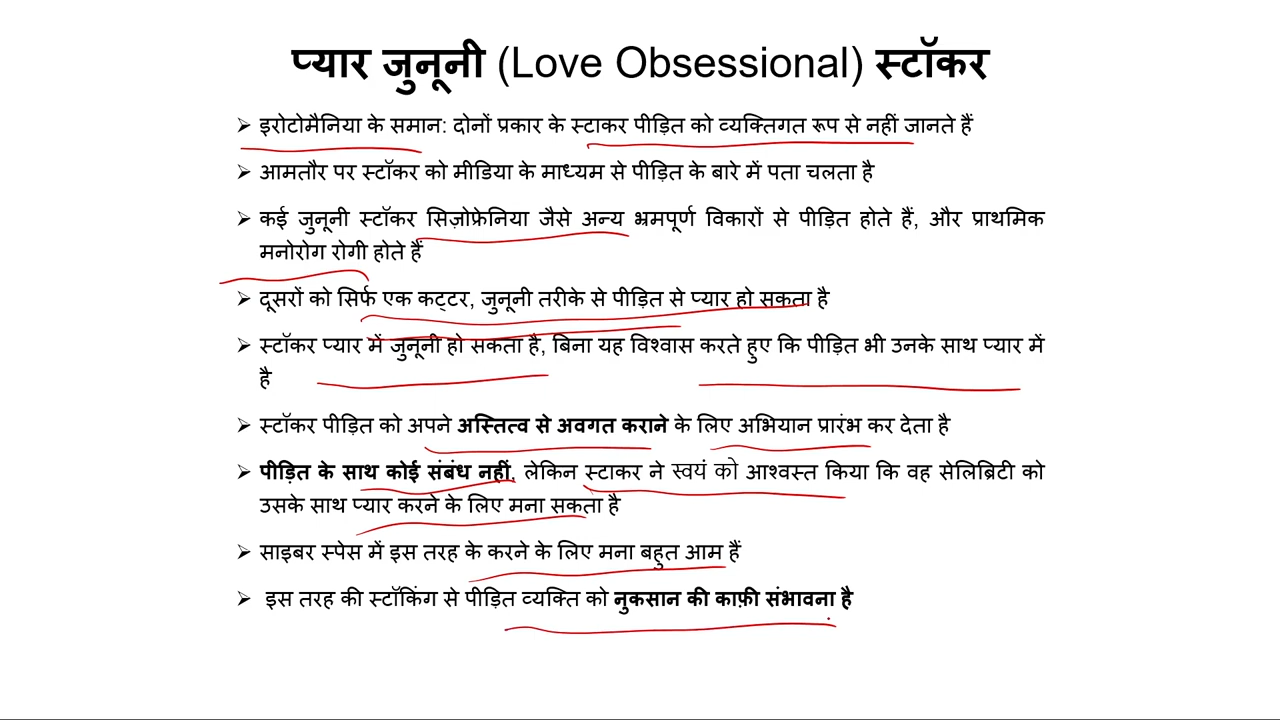 प्यार जुनूनी (Love Obsessional) स्टॉकर
➢ इरोटोमैनिया के समान: दोनों प्रकार के स्टाकर पीड़ित को व्यक्तिगत रूप से नहीं जानते हैं
➢ आमतौर पर स्टॉकर को मीडिया के माध्यम से पीड़ित के बारे में पता चलता है
➢ कई जुनूनी स्टॉकर सिज़ोफ्रेनिया जैसे अन्य भ्रमपूर्ण विकारों से पीड़ित होते हैं, और प्राथमिक
मनोरोग रोगी होते हैं
➢ दूसरों को सिर्फ एक कट्टर, जुनूनी तरीके से पीड़ित से प्यार हो सकता है
➢ स्टॉकर प्यार में जुनूनी हो सकता है, बिना यह विश्वास करते हुए कि पीड़ित भी उनके साथ प्यार में
है
➢ स्टॉकर पीड़ित को अपने अस्तित्व से अवगत कराने के लिए अभियान प्रारंभ कर देता है
➢ पीड़ित के साथ कोई संबंध नहीं, लेकिन स्टाकर ने स्वयं को आश्वस्त किया कि वह सेलिब्रिटी को
उसके साथ प्यार करने के लिए मना सकता है
➢ साइबर स्पेस में इस तरह के करने के लिए मना बहुत आम हैं
➢ इस तरह की स्टॉकिंग से पीड़ित व्यक्ति को नुकसान की काफ़ी संभावना है